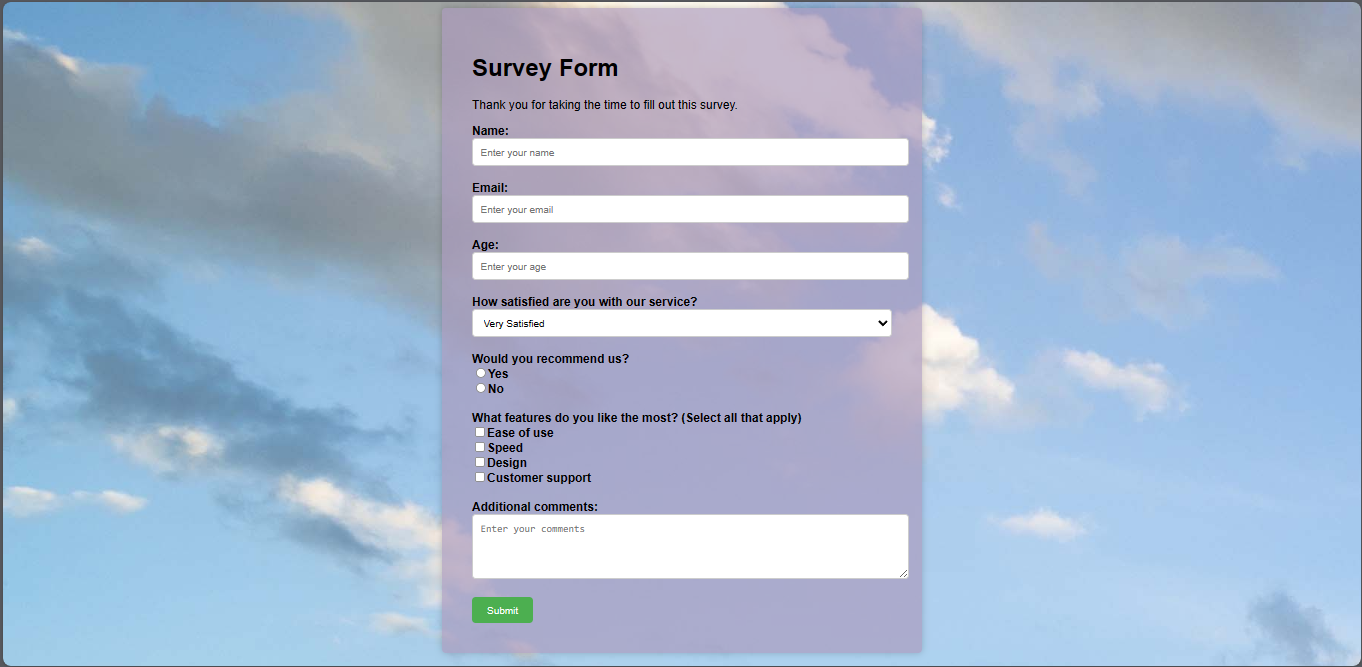 Survey Form
Thank you for taking the time to fill out this survey.
Name:
Enter your name
Email:
Enter your email
Age:
Enter your age
How satisfied are you with our service?
Very Satisfied
Would you recommend us?
Yes
No
What features do you like the most? (Select all that apply)
Ease of use
Speed
Design
Customer support
Additional comments:
Enter your comments
Submit